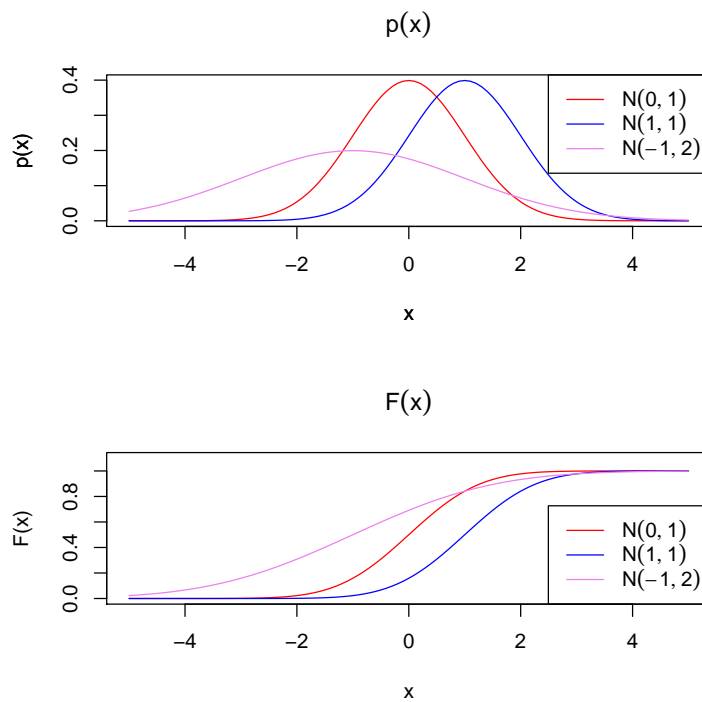 p(x)
p(x)
0.0
0.2
0.4
N(0, 1)
N(1, 1)
N(−1, 2)
−4
−2
0
2
4
x
F(x)
F(x)
0.0
0.4
0.8
N(0, 1)
N(1, 1)
N(−1, 2)
−4
−2
0
2
4
x